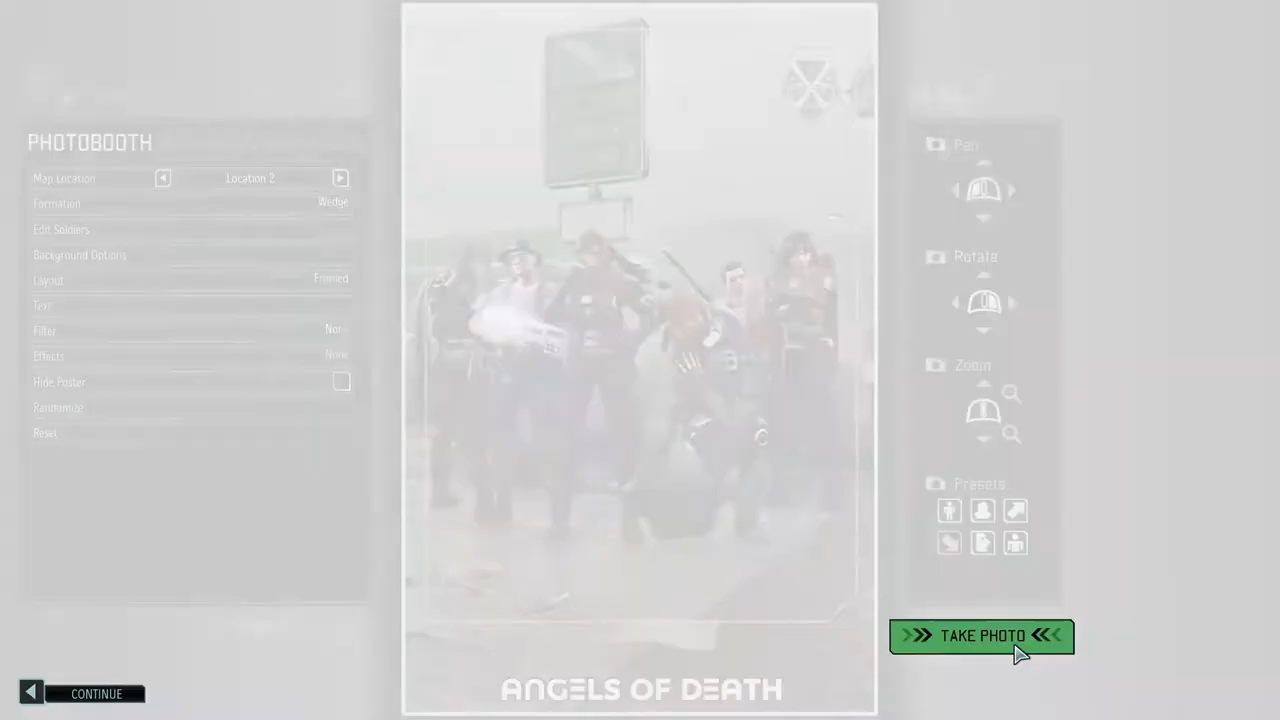 PHOTOBOOTH
Map Location
Location 2
Formation
Wedge
Edit Soldiers
Background Options
Layout
Framed
Text
Filter
Effects
None
Hide Poster
Randomize
Reset
CONTINUE
ANGELS OF DEATH
Pan
Rotate
Zoom
Presets
TAKE PHOTO